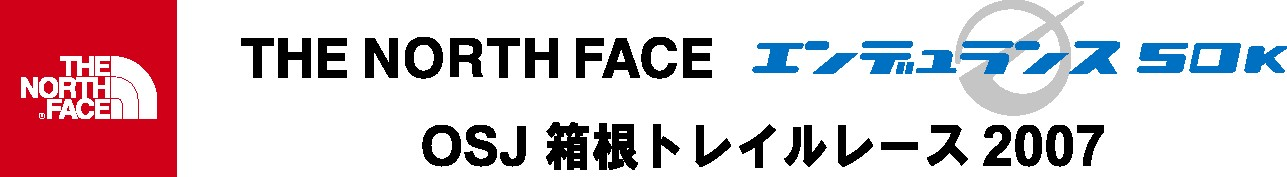 THE
NORTH
FACE
®
THE NORTH FACE エンデュランス 50K
OSJ 箱根トレイルレース 2007